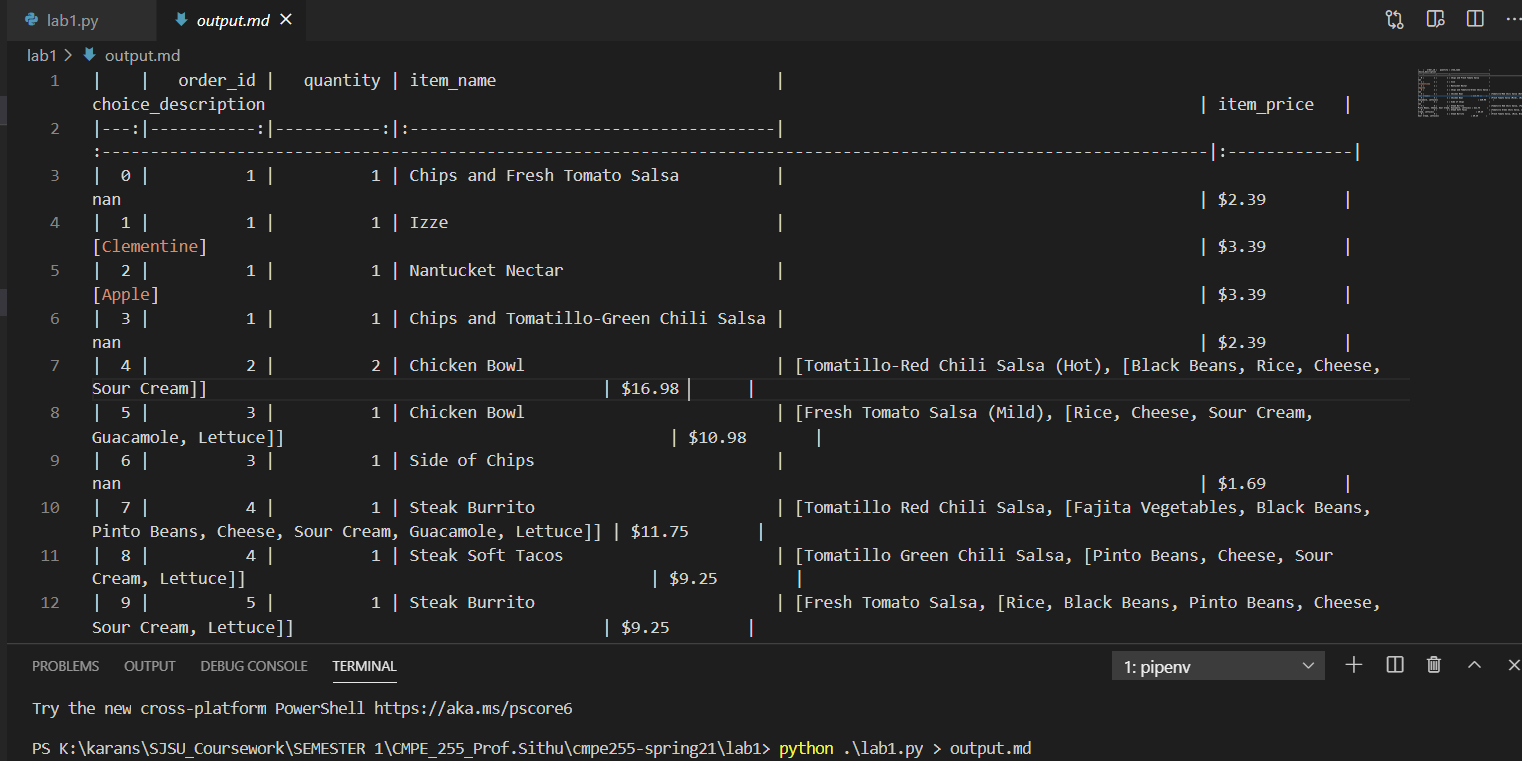 lab1.py output.md
lab1 > output.md
1 | | order_id | quantity | item_name |
choice_description | item_price |
2 |---:|-----------:|-----------:|:--------------------------------------|
:-------------------------------------------------------------------------------------------------------------------|:-------------|
3 | 0 | 1 | 1 | Chips and Fresh Tomato Salsa |
nan | $2.39 |
4 | 1 | 1 | 1 | Izze |
[Clementine] | $3.39 |
5 | 2 | 1 | 1 | Nantucket Nectar |
[Apple] | $3.39 |
6 | 3 | 1 | 1 | Chips and Tomatillo-Green Chili Salsa |
nan | $2.39 |
7 | 4 | 2 | 2 | Chicken Bowl | [Tomatillo-Red Chili Salsa (Hot), [Black Beans, Rice, Cheese,
Sour Cream]] | $16.98 |
8 | 5 | 3 | 1 | Chicken Bowl | [Fresh Tomato Salsa (Mild), [Rice, Cheese, Sour Cream,
Guacamole, Lettuce]] | $10.98 |
9 | 6 | 3 | 1 | Side of Chips |
nan | $1.69 |
10 | 7 | 4 | 1 | Steak Burrito | [Tomatillo Red Chili Salsa, [Fajita Vegetables, Black Beans,
Pinto Beans, Cheese, Sour Cream, Guacamole, Lettuce]] | $11.75 |
11 | 8 | 4 | 1 | Steak Soft Tacos | [Tomatillo Green Chili Salsa, [Pinto Beans, Cheese, Sour
Cream, Lettuce]] | $9.25 |
12 | 9 | 5 | 1 | Steak Burrito | [Fresh Tomato Salsa, [Rice, Black Beans, Pinto Beans, Cheese,
Sour Cream, Lettuce]] | $9.25 |
PROBLEMS OUTPUT DEBUG CONSOLE TERMINAL 1: pipenv
Try the new cross-platform PowerShell https://aka.ms/pscore6
PS K:\karans\SJSU_Coursework\SEMESTER 1\CMPE_255_Prof.Sithu\cmpe255-spring21\lab1> python .\lab1.py > output.md